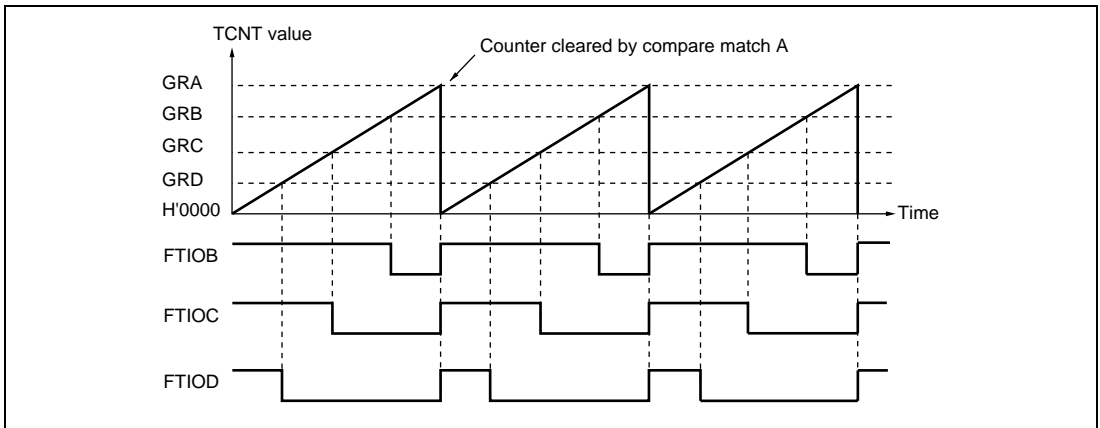 TCNT value
Counter cleared by compare match A
GRA
GRB
GRC
GRD
H'0000
Time
FTIOB
FTIOC
FTIOD